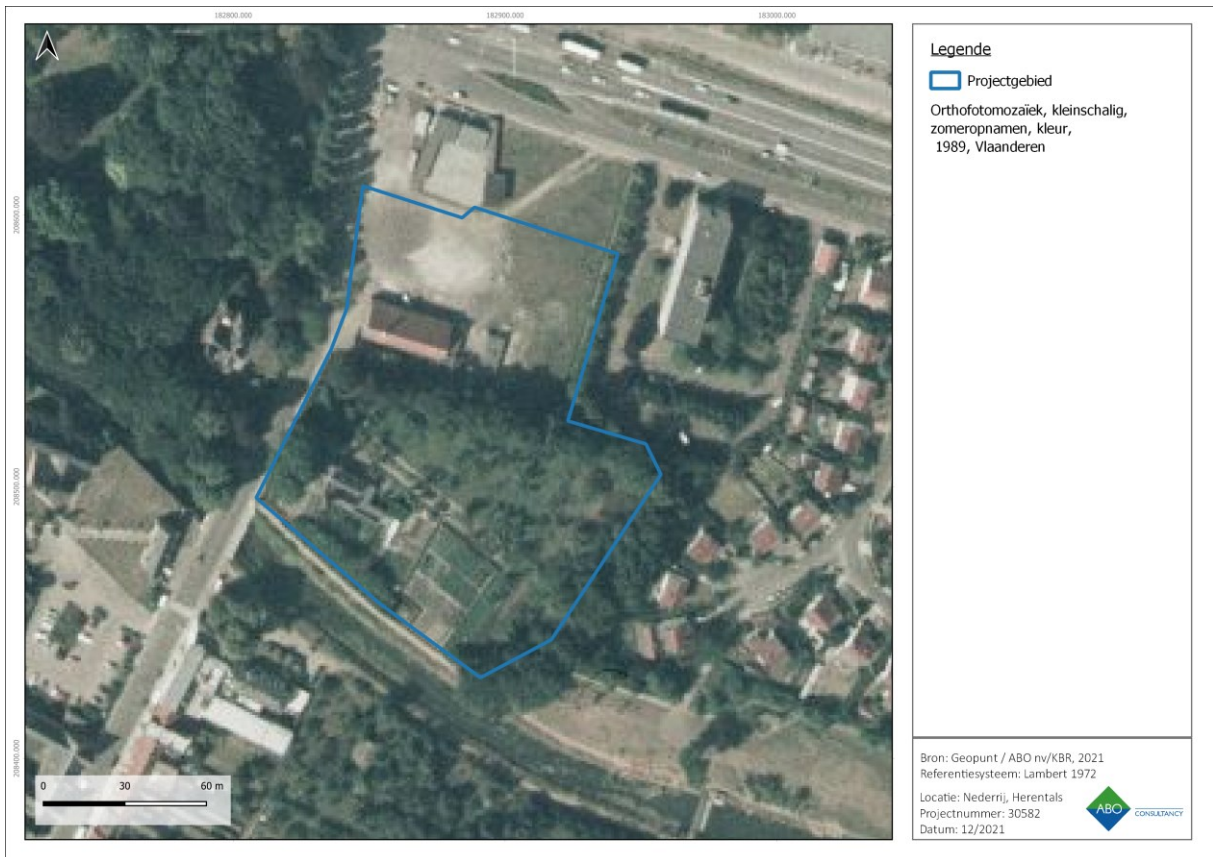 182800.000
182900.000
183000.000
208600.000
208500.000
208400.000
0
30
60 m
Legende
Projectgebied
Orthofotomozaïek, kleinschalig,
zomeropnamen, kleur,
1989, Vlaanderen
Bron: Geopunt / ABO nv/KBR, 2021
Referentiesysteem: Lambert 1972
Locatie: Nederrij, Herentals
Projectnummer: 30582
Datum: 12/2021
ABO
CONSULTANCY